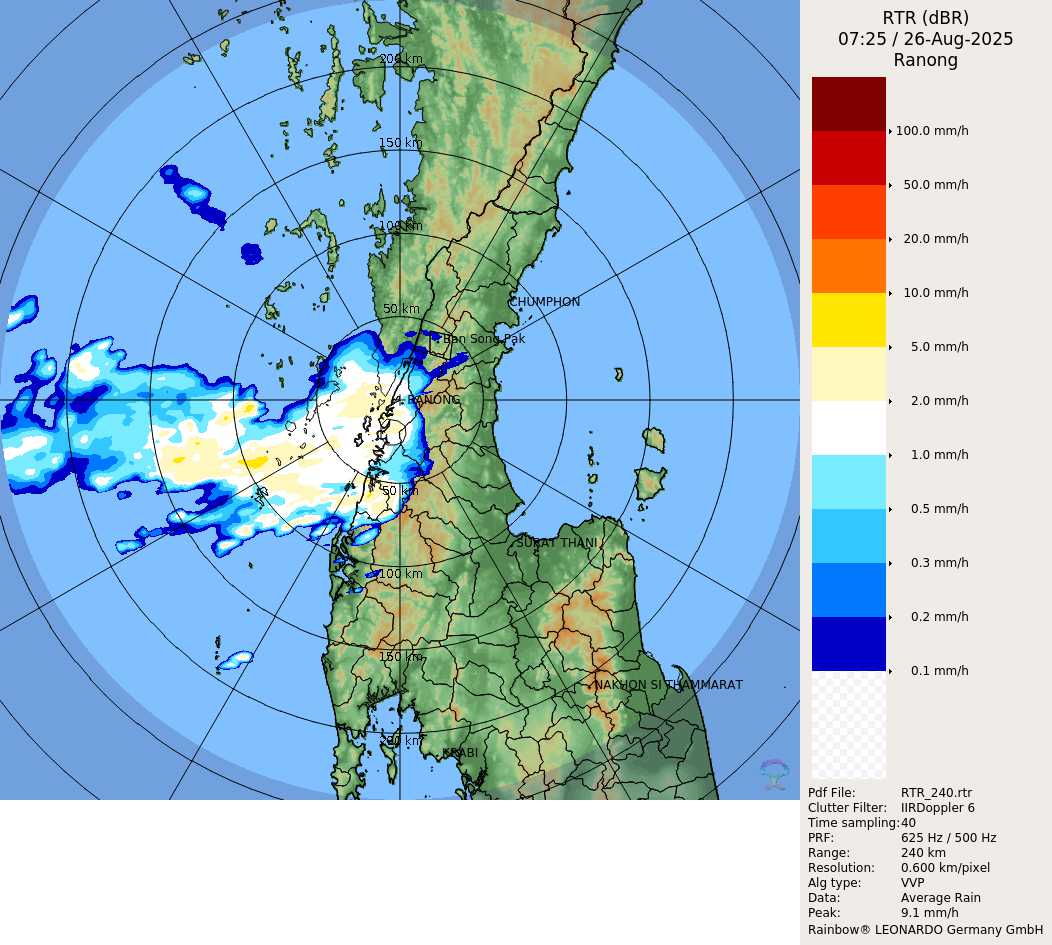 RTR (dBR)
07:25 / 26-Aug-2025
Ranong
200 km
150 km
100 km
50 km
CHUMPHON
Ban Song Pak
RANONG
50 km
SURAT THANI
100 km
150 km
NAKHON SI THAMMARAT
200 km
KRABI
100.0 mm/h
50.0 mm/h
20.0 mm/h
10.0 mm/h
5.0 mm/h
2.0 mm/h
1.0 mm/h
0.5 mm/h
0.3 mm/h
0.2 mm/h
0.1 mm/h
Pdf File: RTR_240.rtr
Clutter Filter: IIRDoppler 6
Time sampling:40
PRF: 625 Hz / 500 Hz
Range: 240 km
Resolution: 0.600 km/pixel
Alg type: VVP
Data: Average Rain
Peak: 9.1 mm/h
Rainbow® LEONARDO Germany GmbH